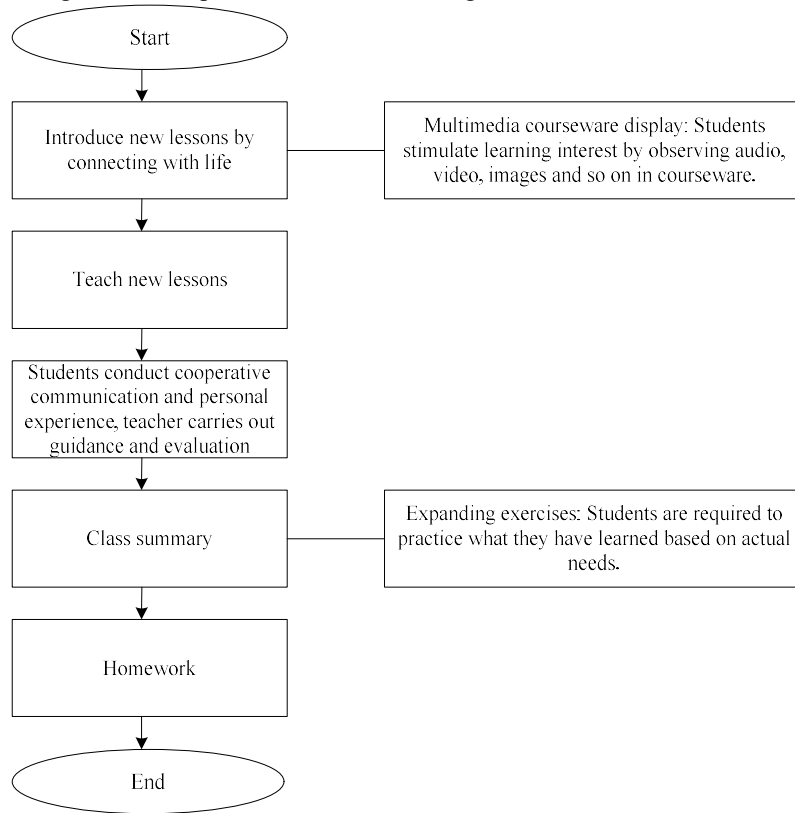 Start
Introduce new lessons by
connecting with life
Multimedia courseware display: Students
stimulate learning interest by observing audio,
video, images and so on in courseware.
Teach new lessons
Students conduct cooperative
communication and personal
experience, teacher carries out
guidance and evaluation
Class summary
Expanding exercises: Students are required to
practice what they have learned based on actual
needs.
Homework
End